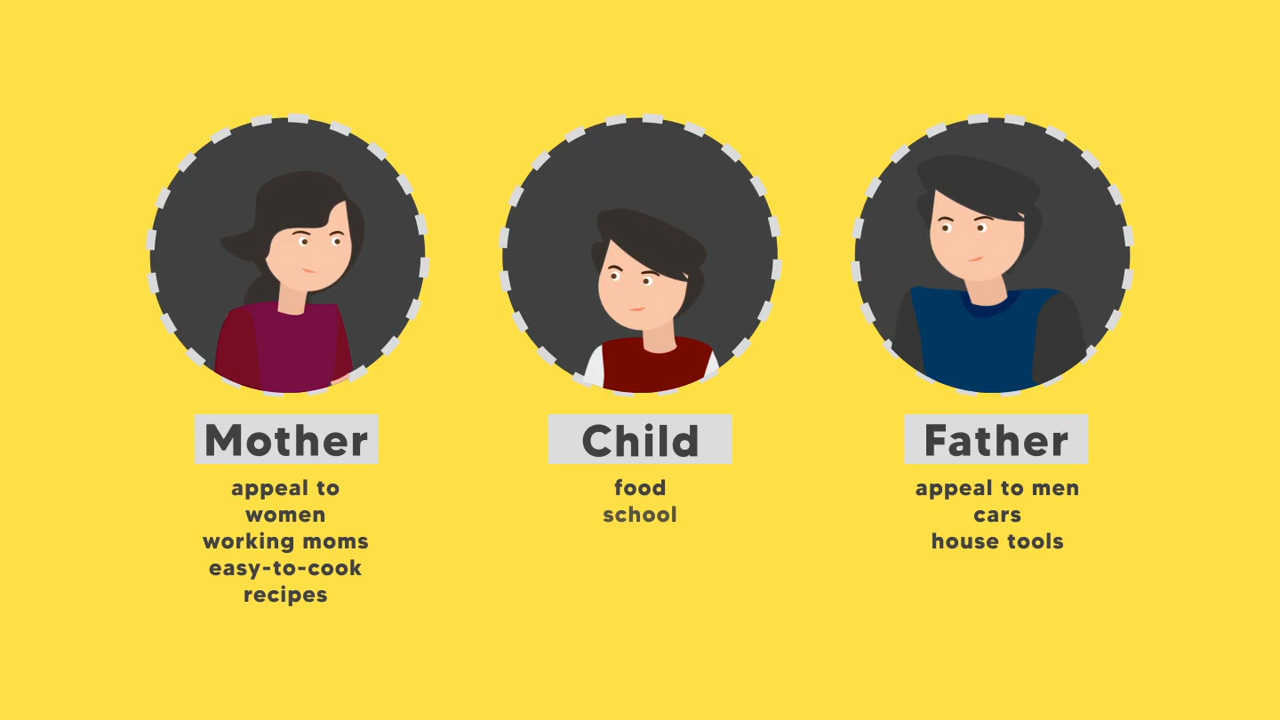 Mother
appeal to
women
working moms
easy-to-cook
recipes
Child
food
school
Father
appeal to men
cars
house tools